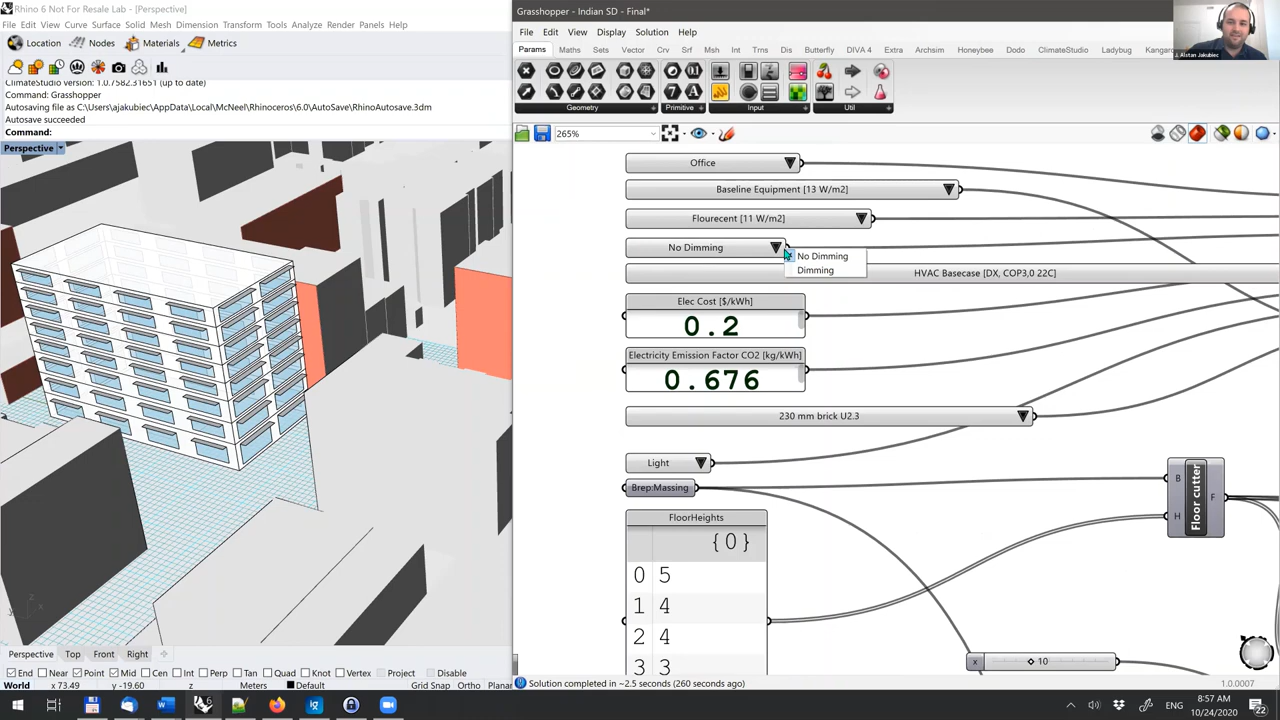 Rhino 6 Not For Resale Lab - [Perspective]
File Edit View Curve Surface Solid Mesh Dimension Transform Tools Analyze Render Panels Help
Location Nodes Materials Metrics
ClimateStudio version: 1.0.7582.31651 (up to date)
Command: Grasshopper
Autosaving file as C:\Users\ajakubiec\AppData\Local\McNeel\Rhinoceros\6.0\AutoSave\RhinoAutosave.3dm
Autosave succeeded
Command:
Perspective
Perspective Top Front Right
End Near Point Mid Cen Int Perp Tan Quad Knot Vertex Project Disable
World x 73.49 y -19.60 z Meters Default Grid Snap Ortho Planar
Grasshopper - Indian SD - Final*
File Edit View Display Solution Help
J. Alstan Jakubiec
Params Maths Sets Vector Crv Srf Msh Int Trns Dis Butterfly DIVA 4 Extra Archsim Honeybee Dodo ClimateStudio Ladybug
Geometry Primitive Input Util
265%
Office
Baseline Equipment [13 W/m2]
Flourecent [11 W/m2]
No Dimming
No Dimming
Dimming
HVAC Basecase [DX, COP3,0 22C]
Elec Cost [$/kWh]
0.2
Electricity Emission Factor CO2 [kg/kWh]
0.676
230 mm brick U2.3
Light
Brep:Massing
B
H
Floor cutter
F
FloorHeights
{0}
0 5
1 4
2 4
3 3
x 10
Solution completed in ~2.5 seconds (260 seconds ago)
1.0.0007
ENG
8:57 AM
10/24/2020
22